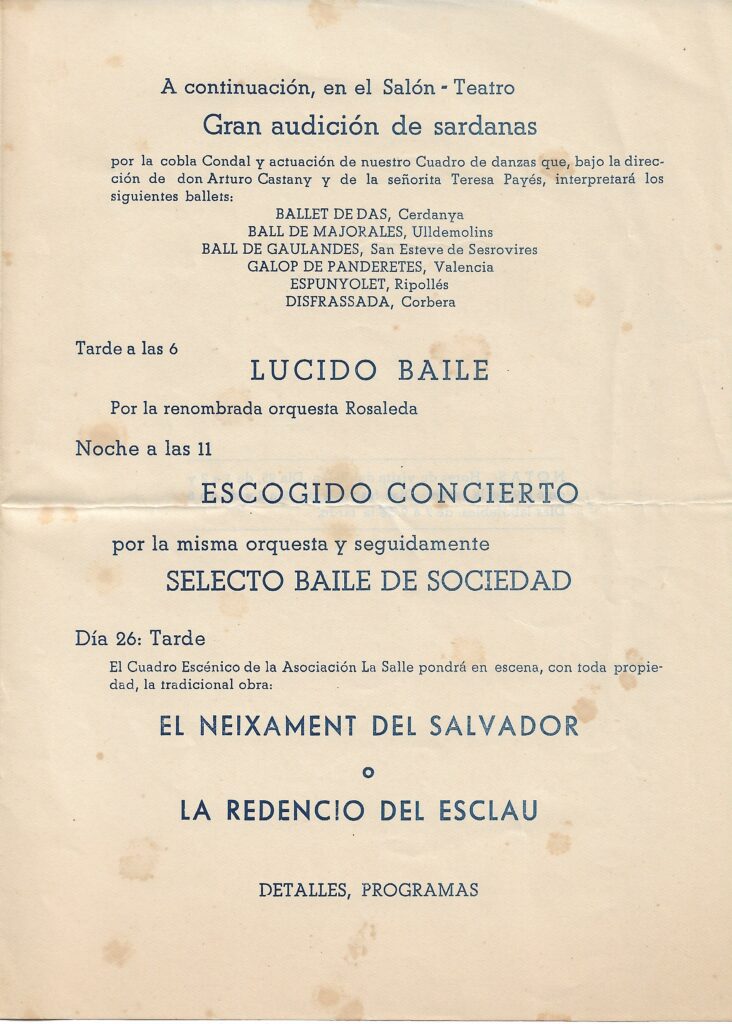 A continuación, en el Salón - Teatro
Gran audición de sardanas
por la cobla Condal y actuación de nuestro Cuadro de danzas que, bajo la direc-
ción de don Arturo Castany y de la señorita Teresa Payés, interpretará los
siguientes ballets:
BALLET DE DAS, Cerdanya
BALL DE MAJORALES, Ulldemolins
BALL DE GAULANDES, San Esteve de Sesrovires
GALOP DE PANDERETES, Valencia
ESPUNYOLET, Ripollés
DISFRASSADA, Corbera
Tarde a las 6
LUCIDO BAILE
Por la renombrada orquesta Rosaleda
Noche a las 11
ESCOGIDO CONCIERTO
por la misma orquesta y seguidamente
SELECTO BAILE DE SOCIEDAD
Día 26: Tarde
El Cuadro Escénico de la Asociación La Salle pondrá en escena, con toda propie-
dad, la tradicional obra:
EL NEIXAMENT DEL SALVADOR
o
LA REDENCIO DEL ESCLAU
DETALLES, PROGRAMAS